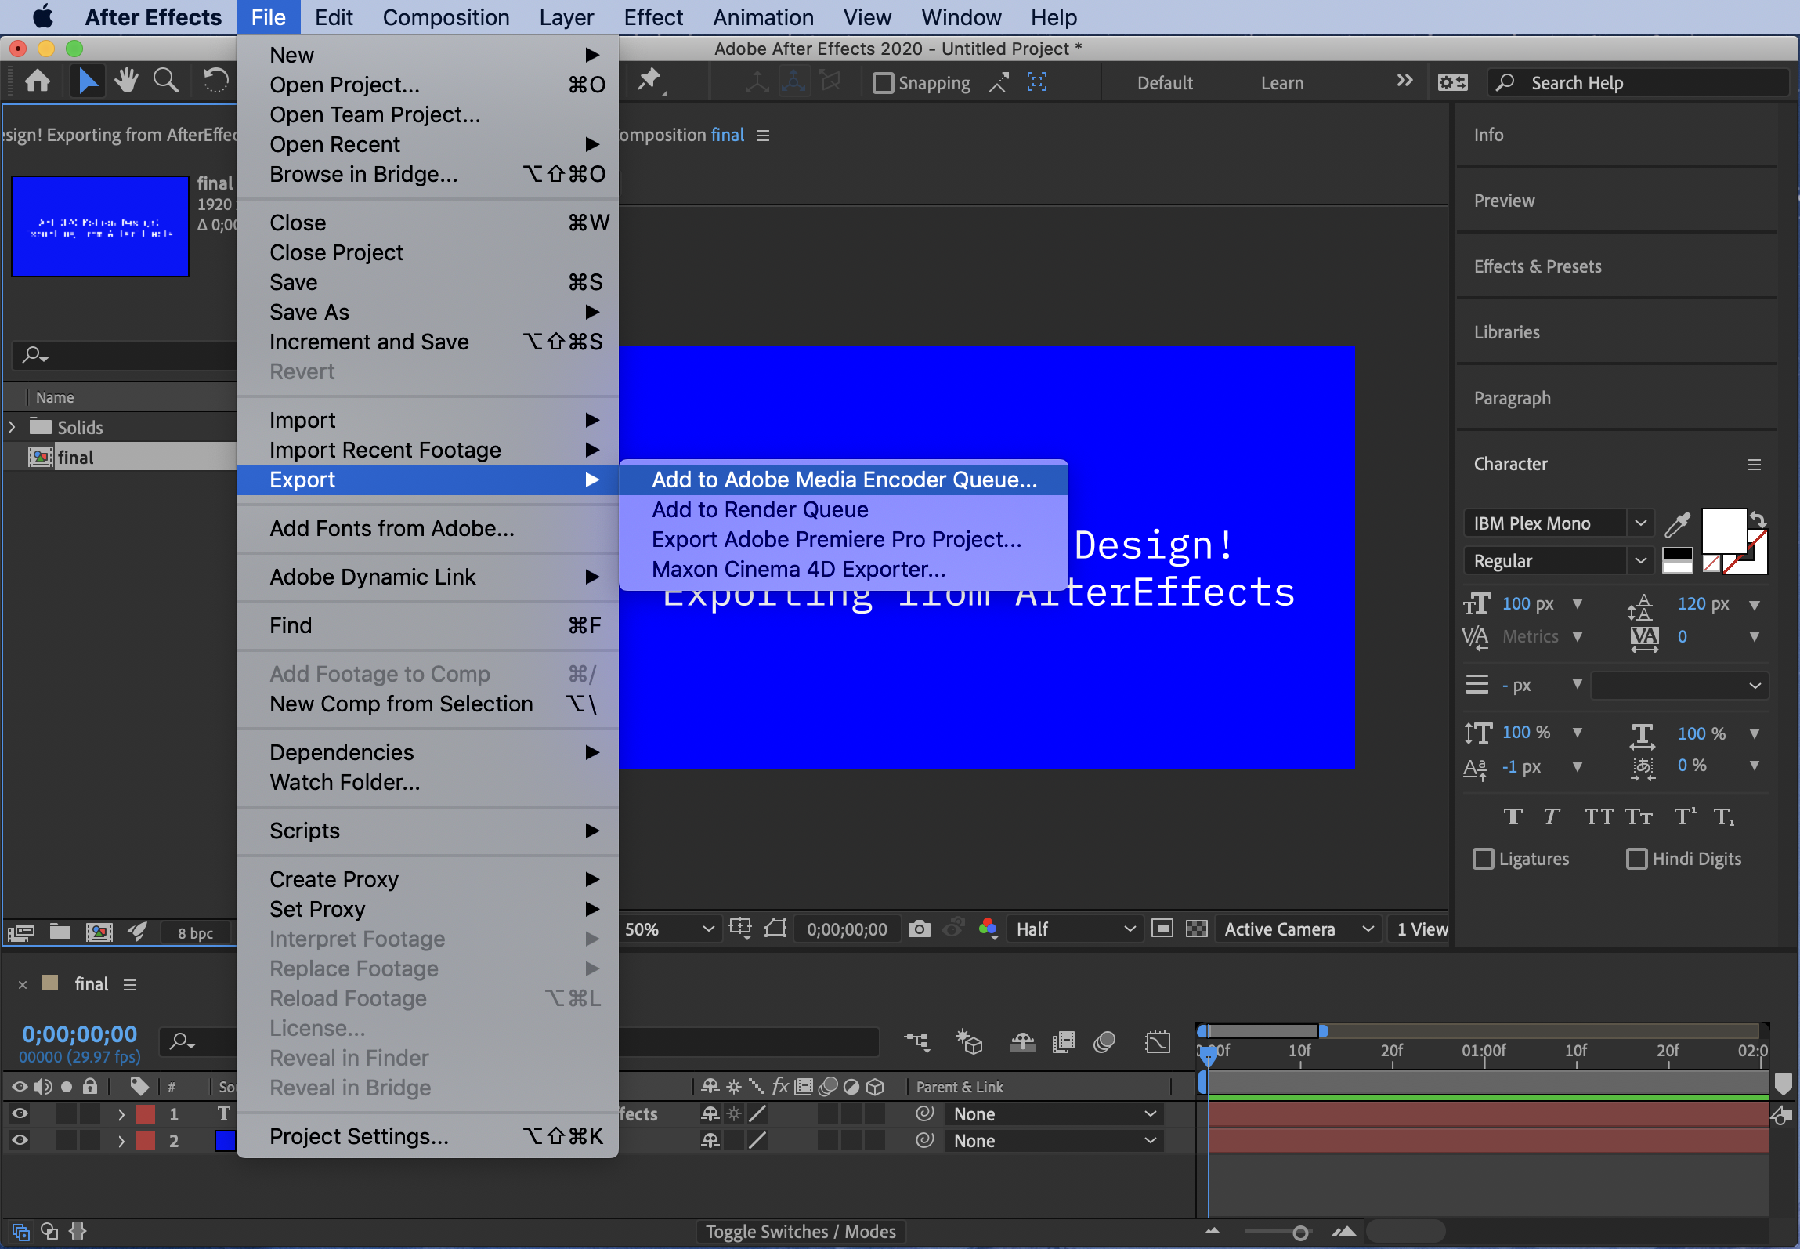 After Effects File Edit Composition Layer Effect Animation View Window Help
Adobe After Effects 2020 - Untitled Project *
Snapping Default Learn >> Search Help
esign! Exporting from AfterEffec
omposition final
final
1920
Δ 0;00
Name
Solids
final
8 bpc
New
Open Project... ⌘O
Open Team Project...
Open Recent
Browse in Bridge... ⌥⇧⌘O
Close ⌘W
Close Project
Save ⌘S
Save As
Increment and Save ⌥⇧⌘S
Revert
Import
Import Recent Footage
Export
Add Fonts from Adobe...
Adobe Dynamic Link
Find ⌘F
Add Footage to Comp ⌘/
New Comp from Selection ⌥\
Dependencies
Watch Folder...
Scripts
Create Proxy
Set Proxy
Interpret Footage
Replace Footage
Reload Footage ⌥⌘L
License...
Reveal in Finder
Reveal in Bridge
Project Settings... ⌥⇧⌘K
Add to Adobe Media Encoder Queue...
Add to Render Queue
Export Adobe Premiere Pro Project...
Maxon Cinema 4D Exporter...
Design!
Exporting from AfterEffects
50% 0;00;00;00 Half Active Camera 1 View
Info
Preview
Effects & Presets
Libraries
Paragraph
Character
IBM Plex Mono
Regular
100 px 120 px
Metrics 0
- px
100 % 100 %
-1 px 0 %
T T TT Tт T¹ T₁
Ligatures Hindi Digits
× final
0;00;00;00
00000 (29.97 fps)
00f 10f 20f 01:00f 10f 20f 02:0
# So fx Parent & Link
1 T fects None
2 None
Toggle Switches / Modes